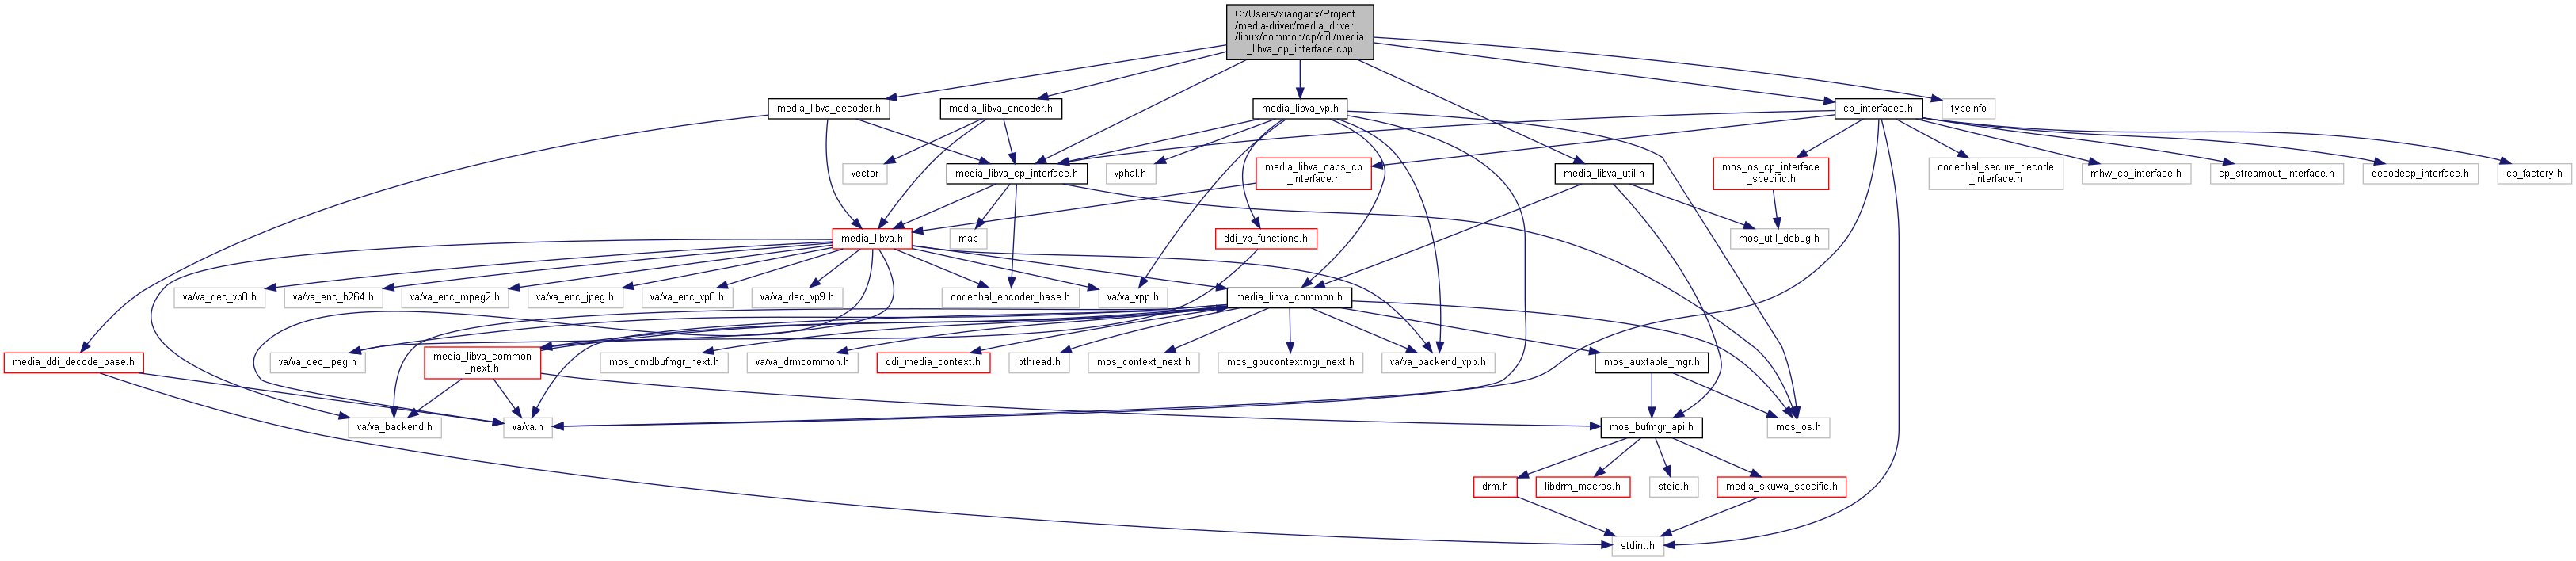 C:/Users/xiaoganx/Project
/media-driver/media_driver
/linux/common/cp/ddi/media
_libva_cp_interface.cpp
media_libva_decoder.h
media_libva_encoder.h
media_libva_vp.h
cp_interfaces.h
typeinfo
vector
media_libva_cp_interface.h
vphal.h
media_libva_caps_cp
_interface.h
media_libva_util.h
mos_os_cp_interface
_specific.h
codechal_secure_decode
_interface.h
mhw_cp_interface.h
cp_streamout_interface.h
decodecp_interface.h
cp_factory.h
media_libva.h
map
ddi_vp_functions.h
mos_util_debug.h
va/va_dec_vp8.h
va/va_enc_h264.h
va/va_enc_mpeg2.h
va/va_enc_jpeg.h
va/va_enc_vp8.h
va/va_dec_vp9.h
codechal_encoder_base.h
va/va_vpp.h
media_libva_common.h
media_ddi_decode_base.h
va/va_dec_jpeg.h
media_libva_common
_next.h
mos_cmdbufmgr_next.h
va/va_drmcommon.h
ddi_media_context.h
pthread.h
mos_context_next.h
mos_gpucontextmgr_next.h
va/va_backend_vpp.h
mos_auxtable_mgr.h
va/va_backend.h
va/va.h
mos_bufmgr_api.h
mos_os.h
drm.h
libdrm_macros.h
stdio.h
media_skuwa_specific.h
stdint.h